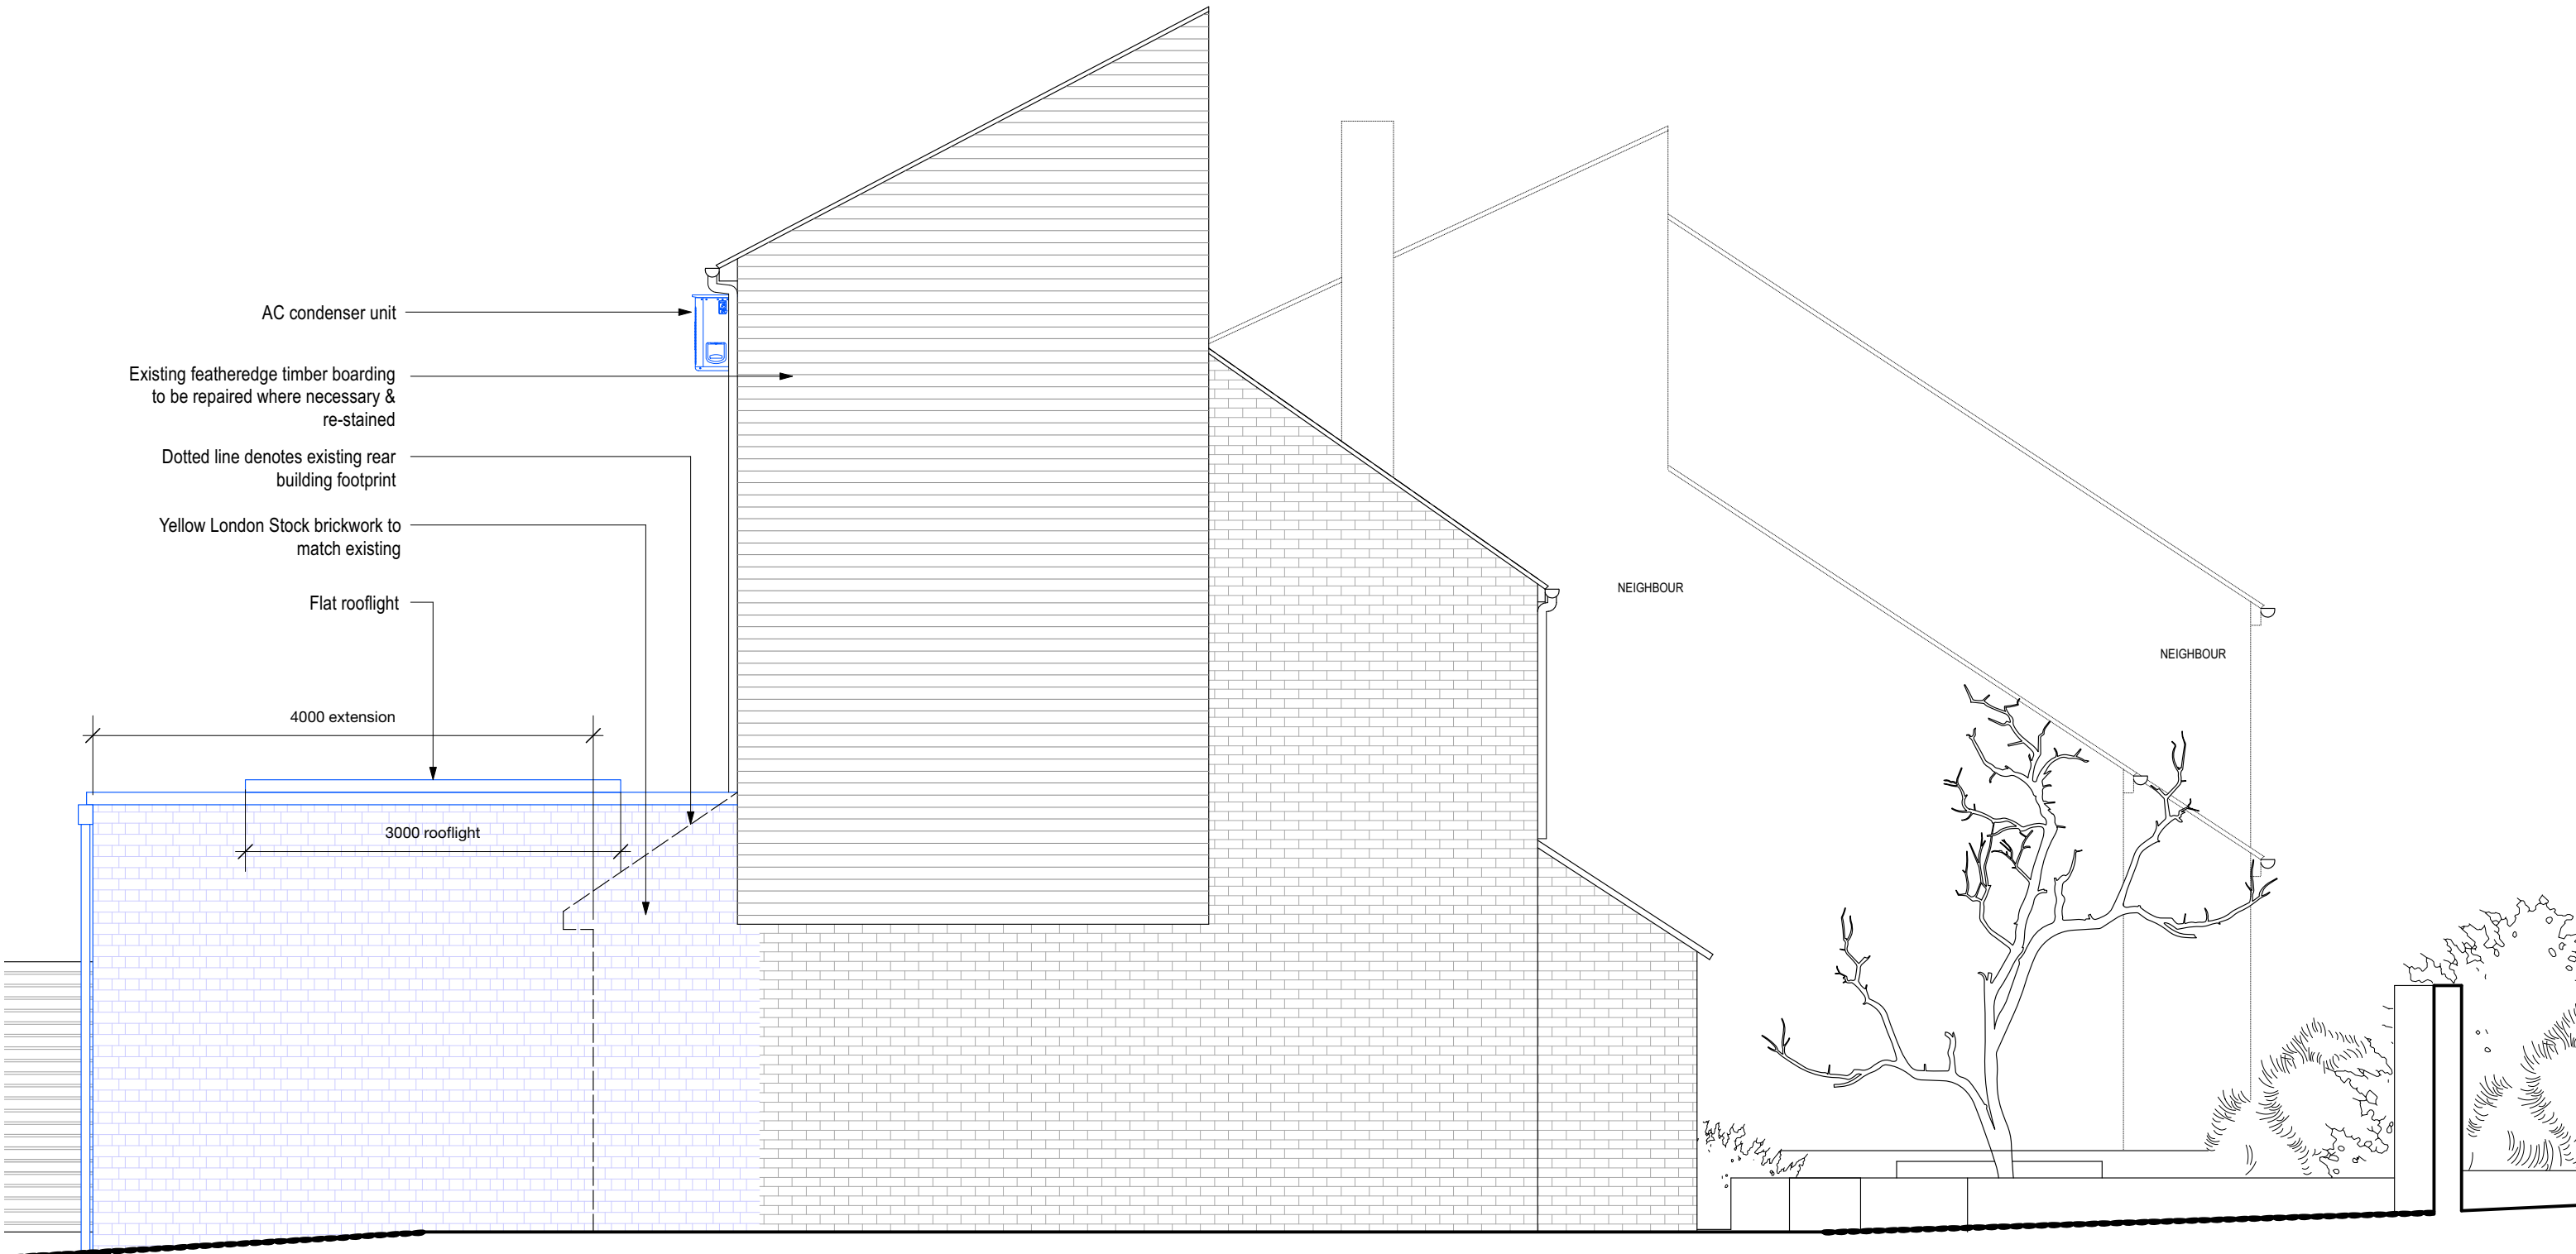 AC condenser unit
Existing featheredge timber boarding
to be repaired where necessary &
re-stained
Dotted line denotes existing rear
building footprint
Yellow London Stock brickwork to
match existing
Flat rooflight
4000 extension
3000 rooflight
NEIGHBOUR
NEIGHBOUR